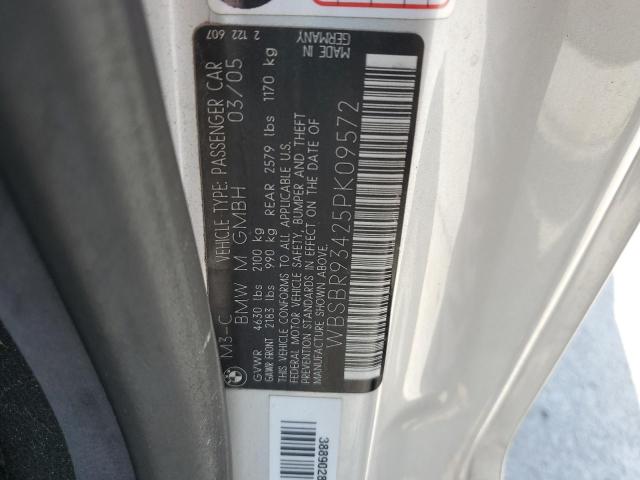 M3-C VEHICLE TYPE: PASSENGER CAR
BMW M GMBH 03/05
GVWR 4630 lbs 2100 kg
GAWR FRONT 2183 lbs 990 kg REAR 2579 lbs 1170 kg
THIS VEHICLE CONFORMS TO ALL APPLICABLE U.S.
FEDERAL MOTOR VEHICLE SAFETY, BUMPER AND THEFT
PREVENTION STANDARDS IN EFFECT ON THE DATE OF
MANUFACTURE SHOWN ABOVE.
WBSBR93425PK09572
2 122 607
MADE IN
GERMANY